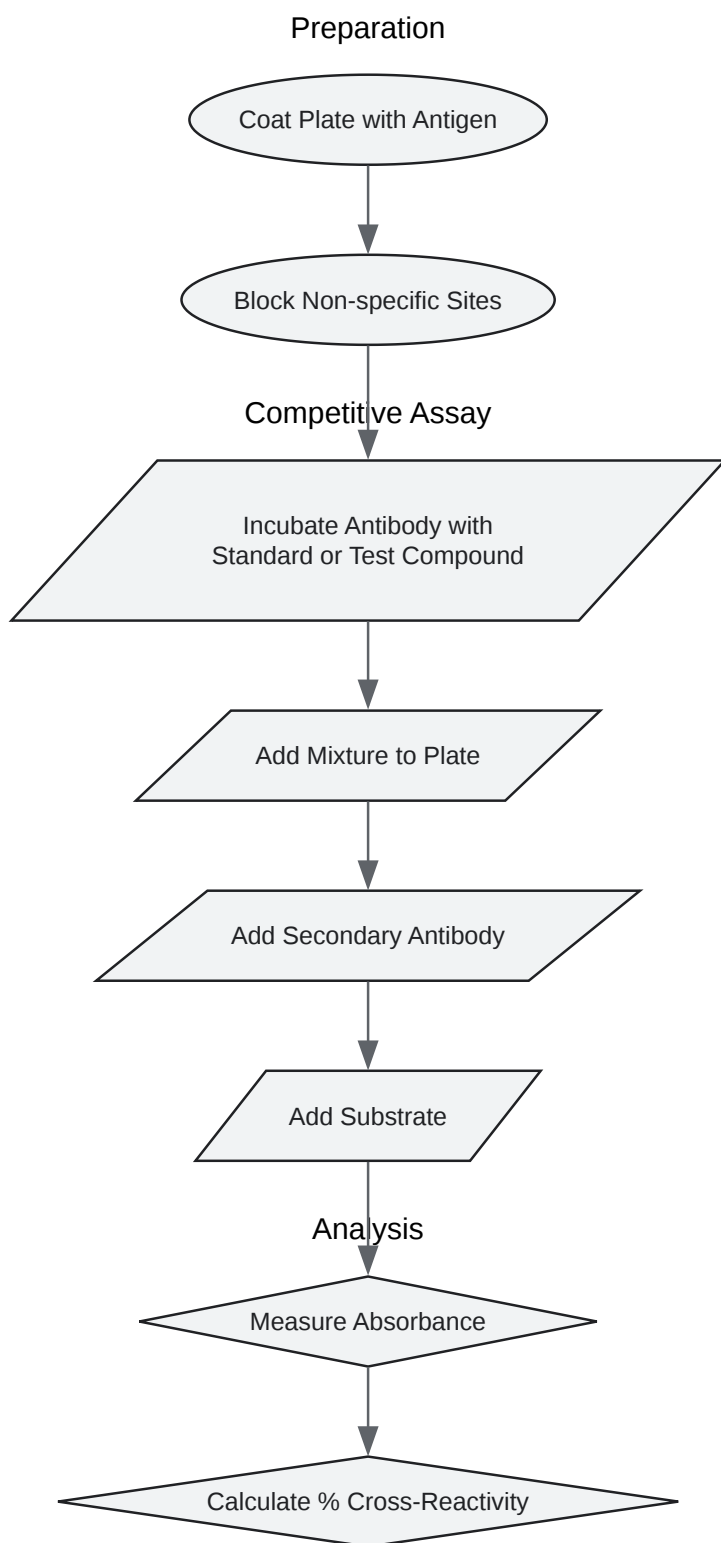 Preparation
Coat Plate with Antigen
Block Non-specific Sites
Competitive Assay
Incubate Antibody with
Standard or Test Compound
Add Mixture to Plate
Add Secondary Antibody
Add Substrate
Analysis
Measure Absorbance
Calculate % Cross-Reactivity